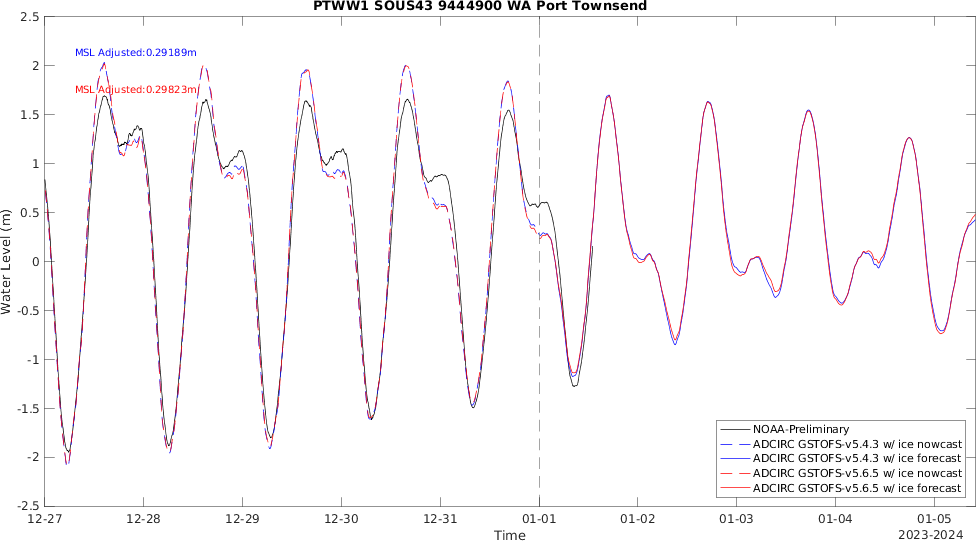 PTWW1 SOUS43 9444900 WA Port Townsend
2.5
MSL Adjusted:0.29189m
2
MSL Adjusted:0.29823m
1.5
1
0.5
0
-0.5
-1
-1.5
-2
-2.5
Water Level (m)
NOAA-Preliminary
ADCIRC GSTOFS-v5.4.3 w/ ice nowcast
ADCIRC GSTOFS-v5.4.3 w/ ice forecast
ADCIRC GSTOFS-v5.6.5 w/ ice nowcast
ADCIRC GSTOFS-v5.6.5 w/ ice forecast
12-27 12-28 12-29 12-30 12-31 01-01 01-02 01-03 01-04 01-05
Time
2023-2024